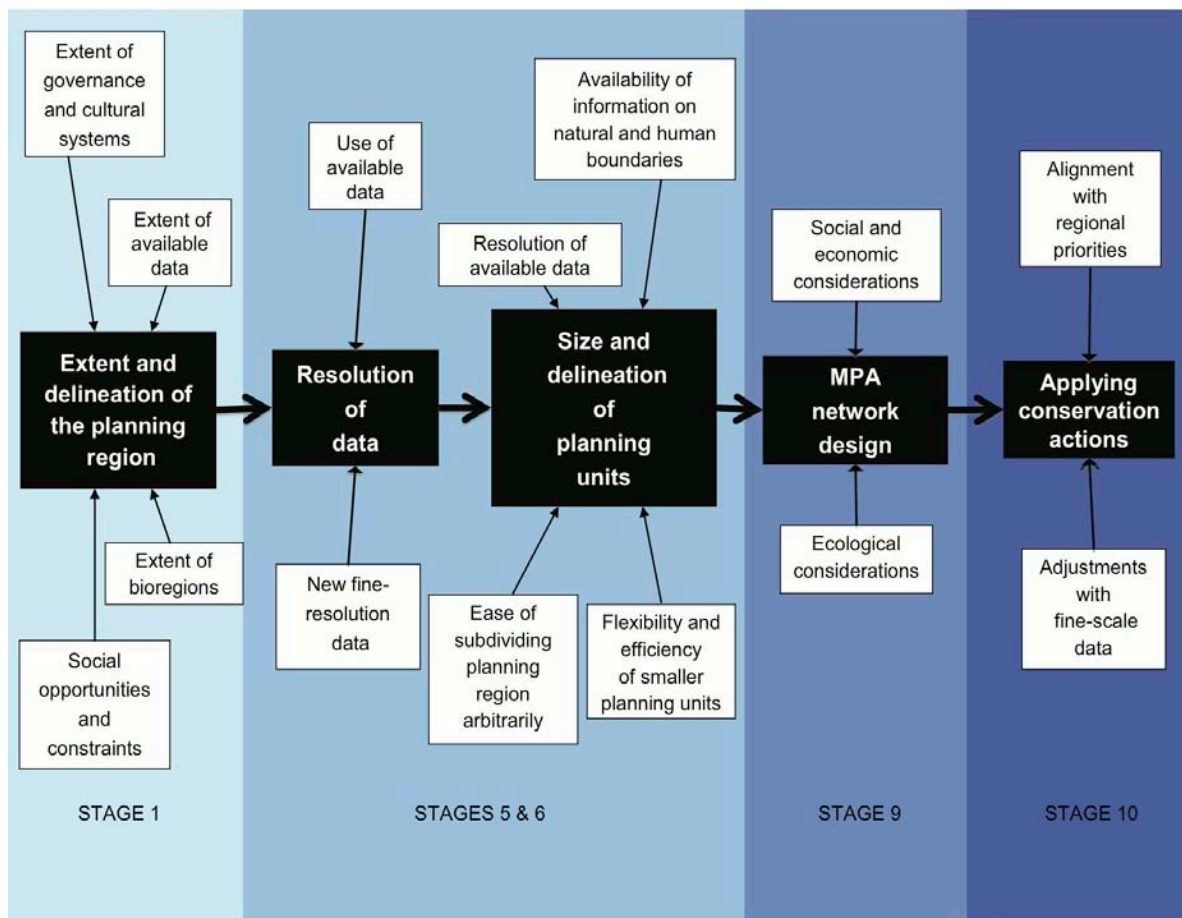 Extent of
governance
and cultural
systems
Extent of
available
data
Extent and
delineation of
the planning
region
Extent of
bioregions
Social
opportunities
and
constraints
STAGE 1
Use of
available
data
Resolution
of
data
New fine-
resolution
data
Availability of
information on
natural and human
boundaries
Resolution of
available data
Size and
delineation
of
planning
units
Ease of
subdividing
planning
region
arbitrarily
Flexibility and
efficiency
of smaller
planning units
STAGES 5 & 6
Social and
economic
considerations
MPA
network
design
Ecological
considerations
STAGE 9
Alignment
with
regional
priorities
Applying
conservation
actions
Adjustments
with
fine-scale
data
STAGE 10